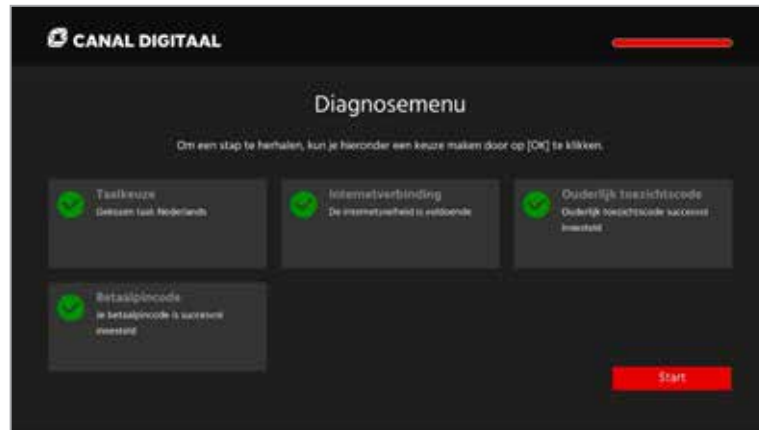 CANAL DIGITAAL
Diagnosemenu
Om een stap te herhalen, kun je hieronder een keuze maken door op [OK] te klikken.
Taalkeuze
Gekozen taal: Nederlands
Internetverbinding
De internetsnelheid is voldoende
Ouderlijk toezichtscode
Ouderlijk toezichtscode succesvol
ingesteld
Betaalpincode
Je betaalpincode is succesvol
ingesteld
Start